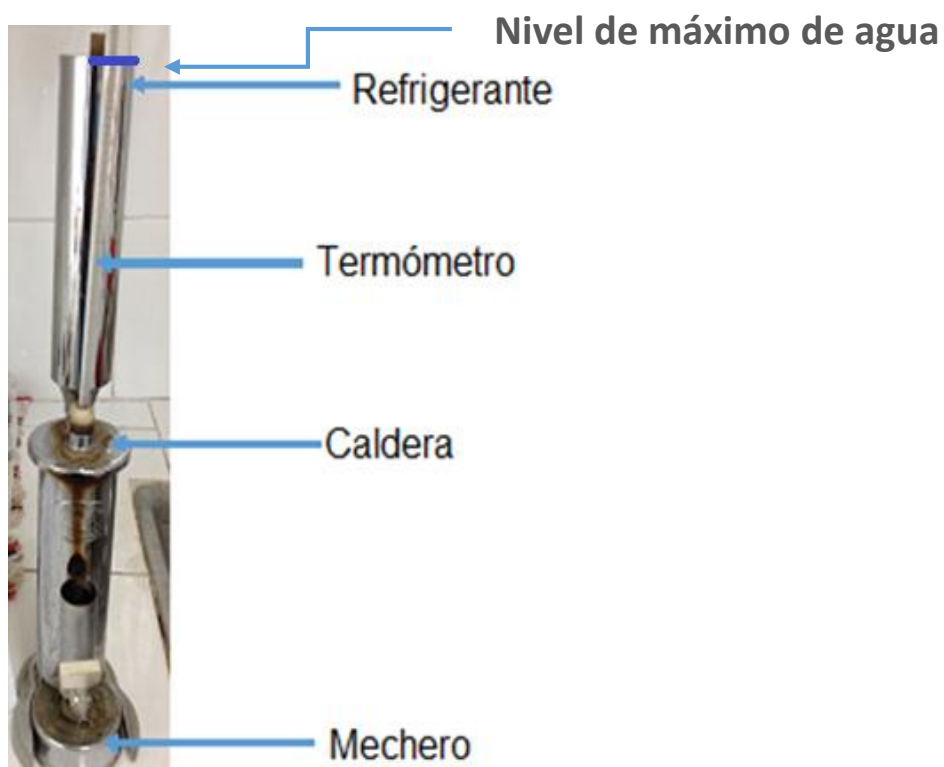 Nivel de máximo de agua
Refrigerante
Termómetro
Caldera
Mechero